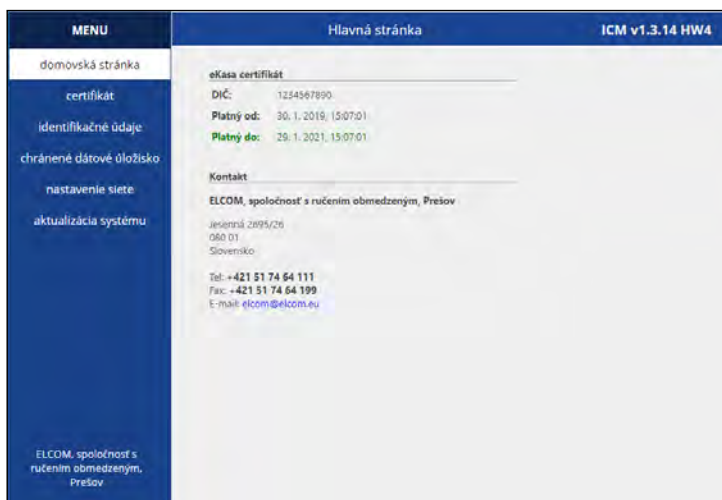 MENU
Hlavná stránka
ICM v1.3.14 HW4
domovská stránka
certifikát
identifikačné údaje
chránené dátové úložisko
nastavenie siete
aktualizácia systému
eKasa certifikát
DIČ: 1234567890
Platný od: 30. 1. 2019, 15:07:01
Platný do: 29. 1. 2021, 15:07:01
Kontakt
ELCOM, spoločnosť s ručením obmedzeným, Prešov
Jesenná 2695/26
080 01
Slovensko
Tel: +421 51 74 64 111
Fax: +421 51 74 64 199
E-mail: elcom@elcom.eu
ELCOM, spoločnosť s
ručením obmedzeným,
Prešov